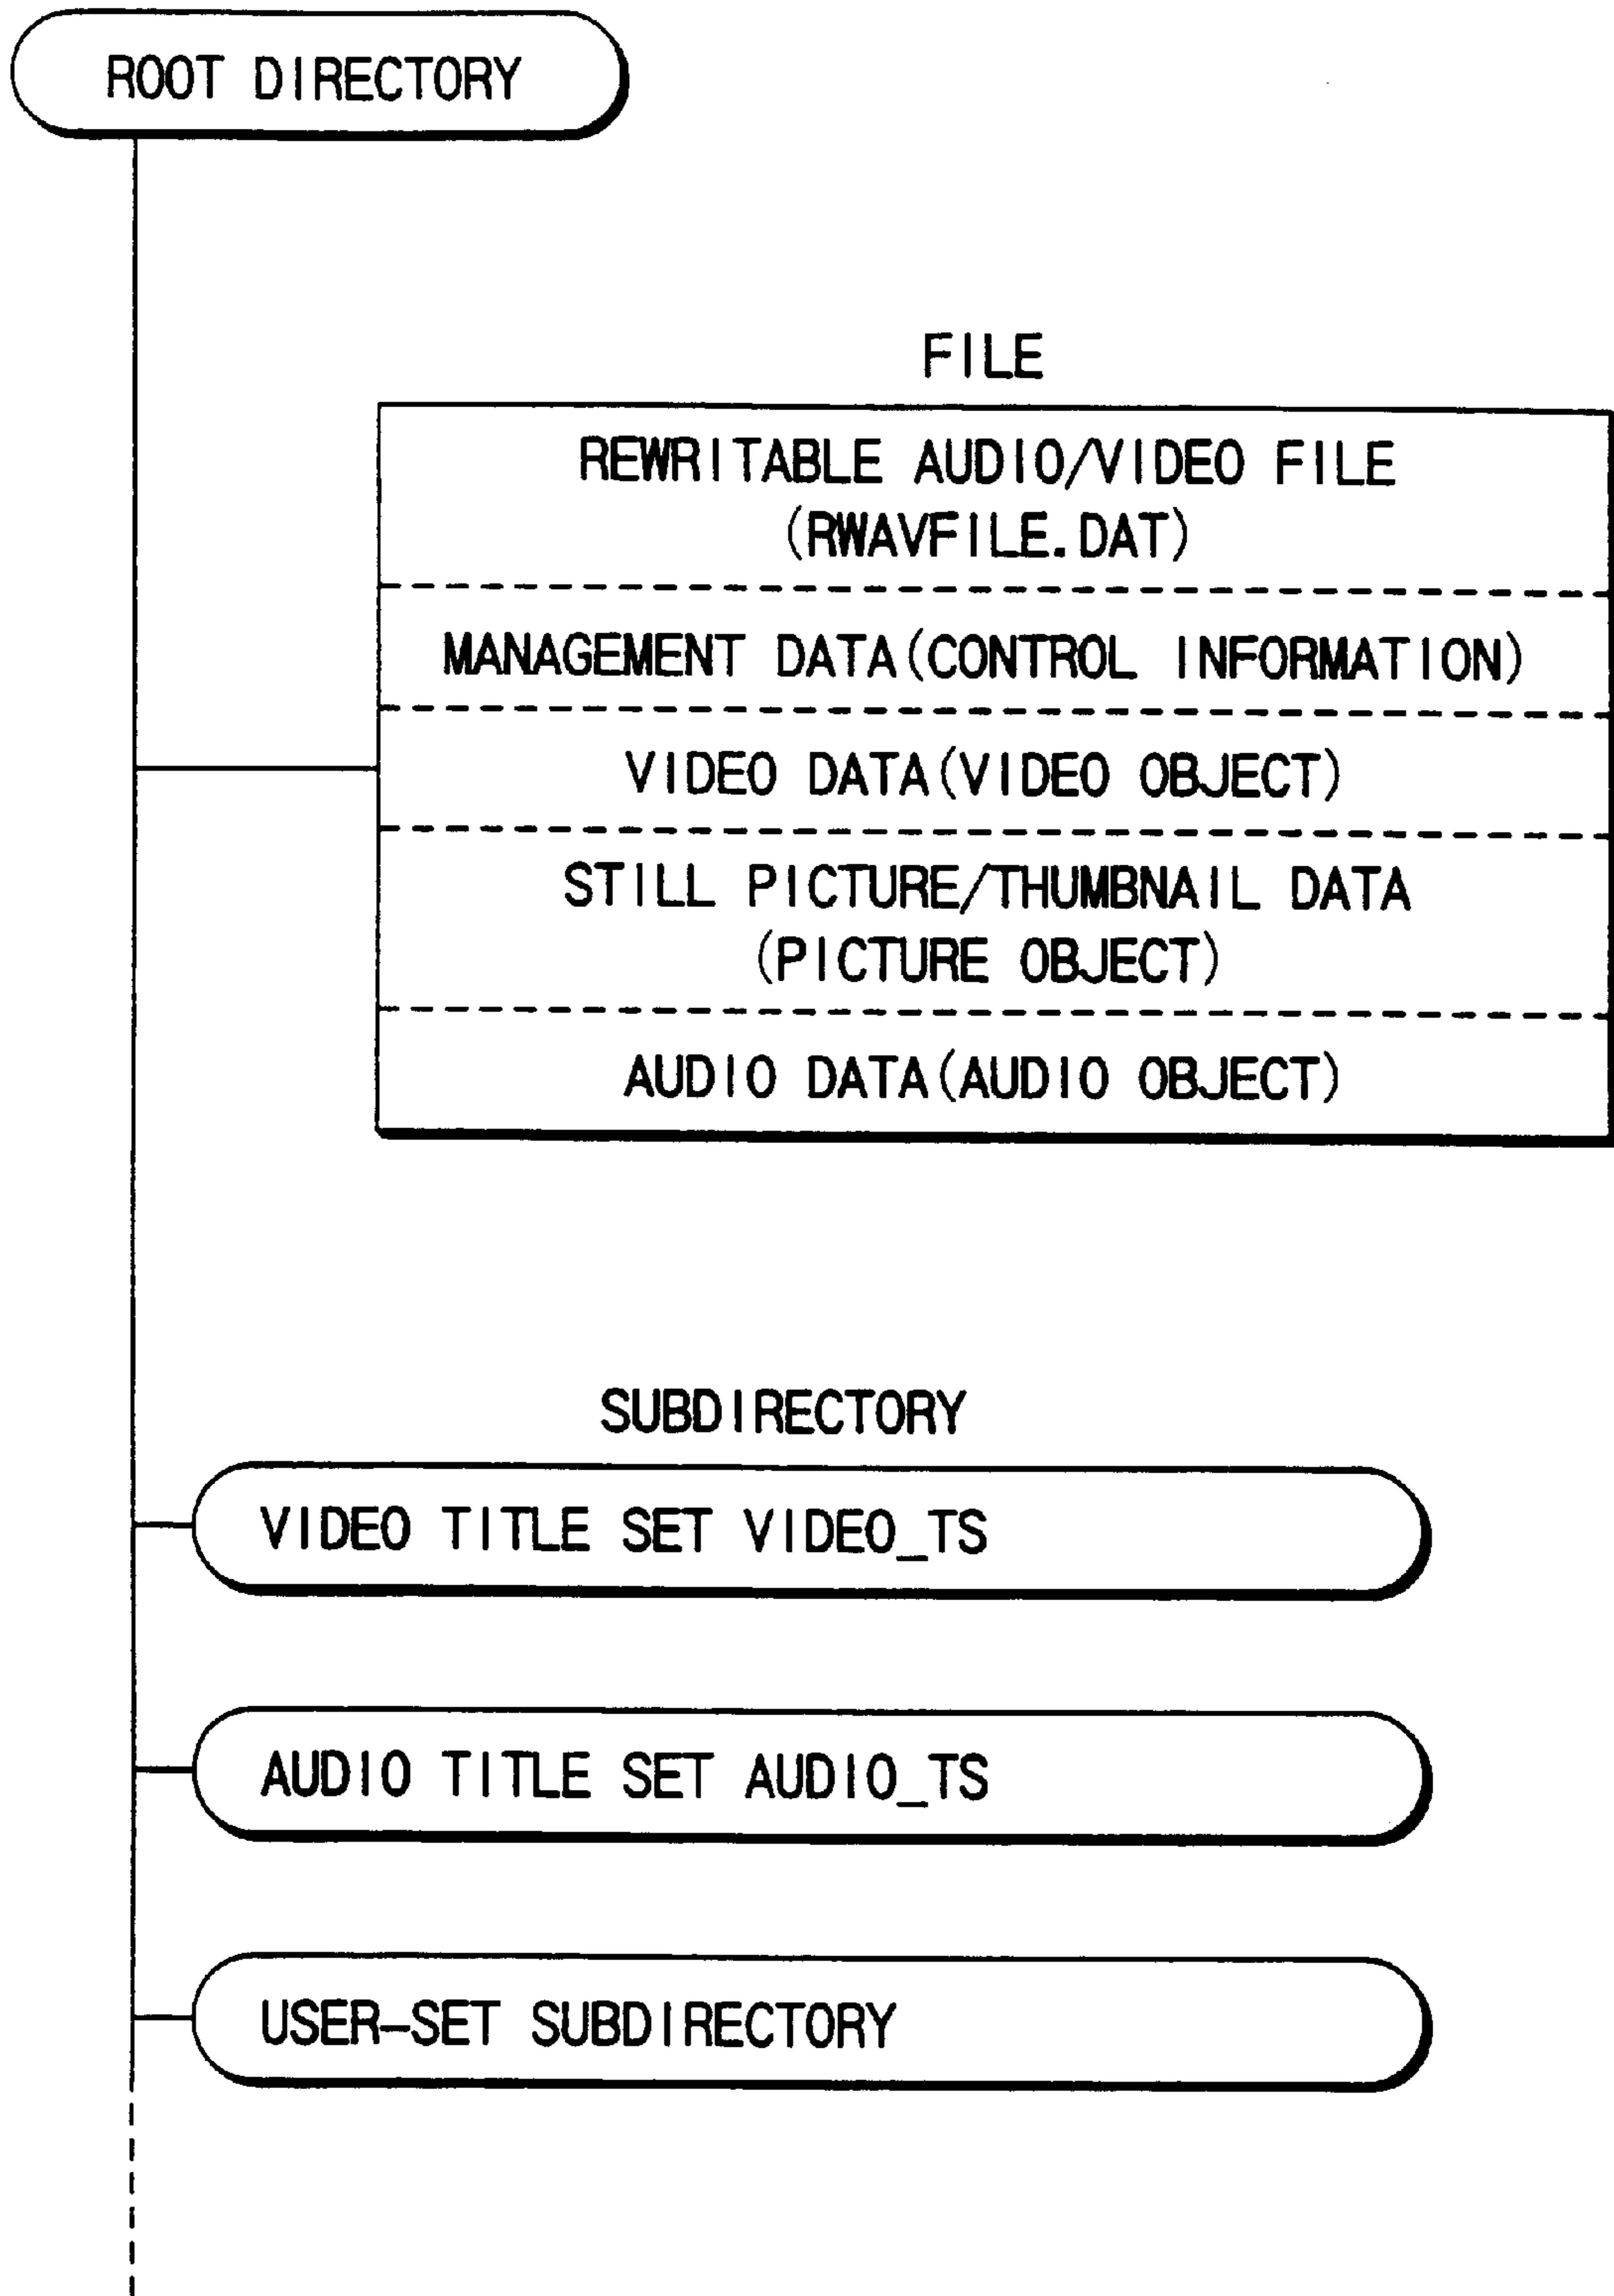 ROOT DIRECTORY
FILE
REWRITABLE AUDIO/VIDEO FILE
(RWAVFILE.DAT)
MANAGEMENT DATA(CONTROL INFORMATION)
VIDEO DATA(VIDEO OBJECT)
STILL PICTURE/THUMBNAIL DATA
(PICTURE OBJECT)
AUDIO DATA(AUDIO OBJECT)
SUBDIRECTORY
VIDEO TITLE SET VIDEO_TS
AUDIO TITLE SET AUDIO_TS
USER-SET SUBDIRECTORY